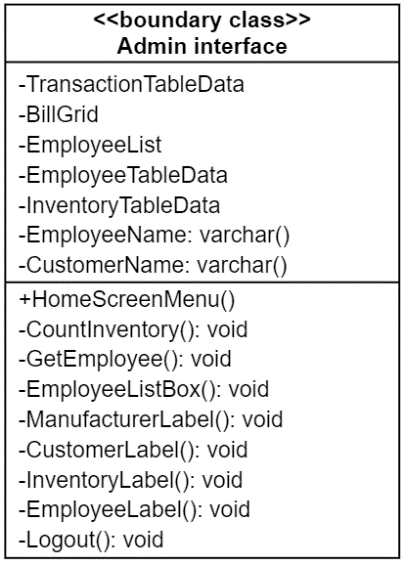 <<boundary class>>
Admin interface
-TransactionTableData
-BillGrid
-EmployeeList
-EmployeeTableData
-InventoryTableData
-EmployeeName: varchar()
-CustomerName: varchar()
+HomeScreenMenu()
-CountInventory(): void
-GetEmployee(): void
-EmployeeListBox(): void
-ManufacturerLabel(): void
-CustomerLabel(): void
-InventoryLabel(): void
-EmployeeLabel(): void
-Logout(): void